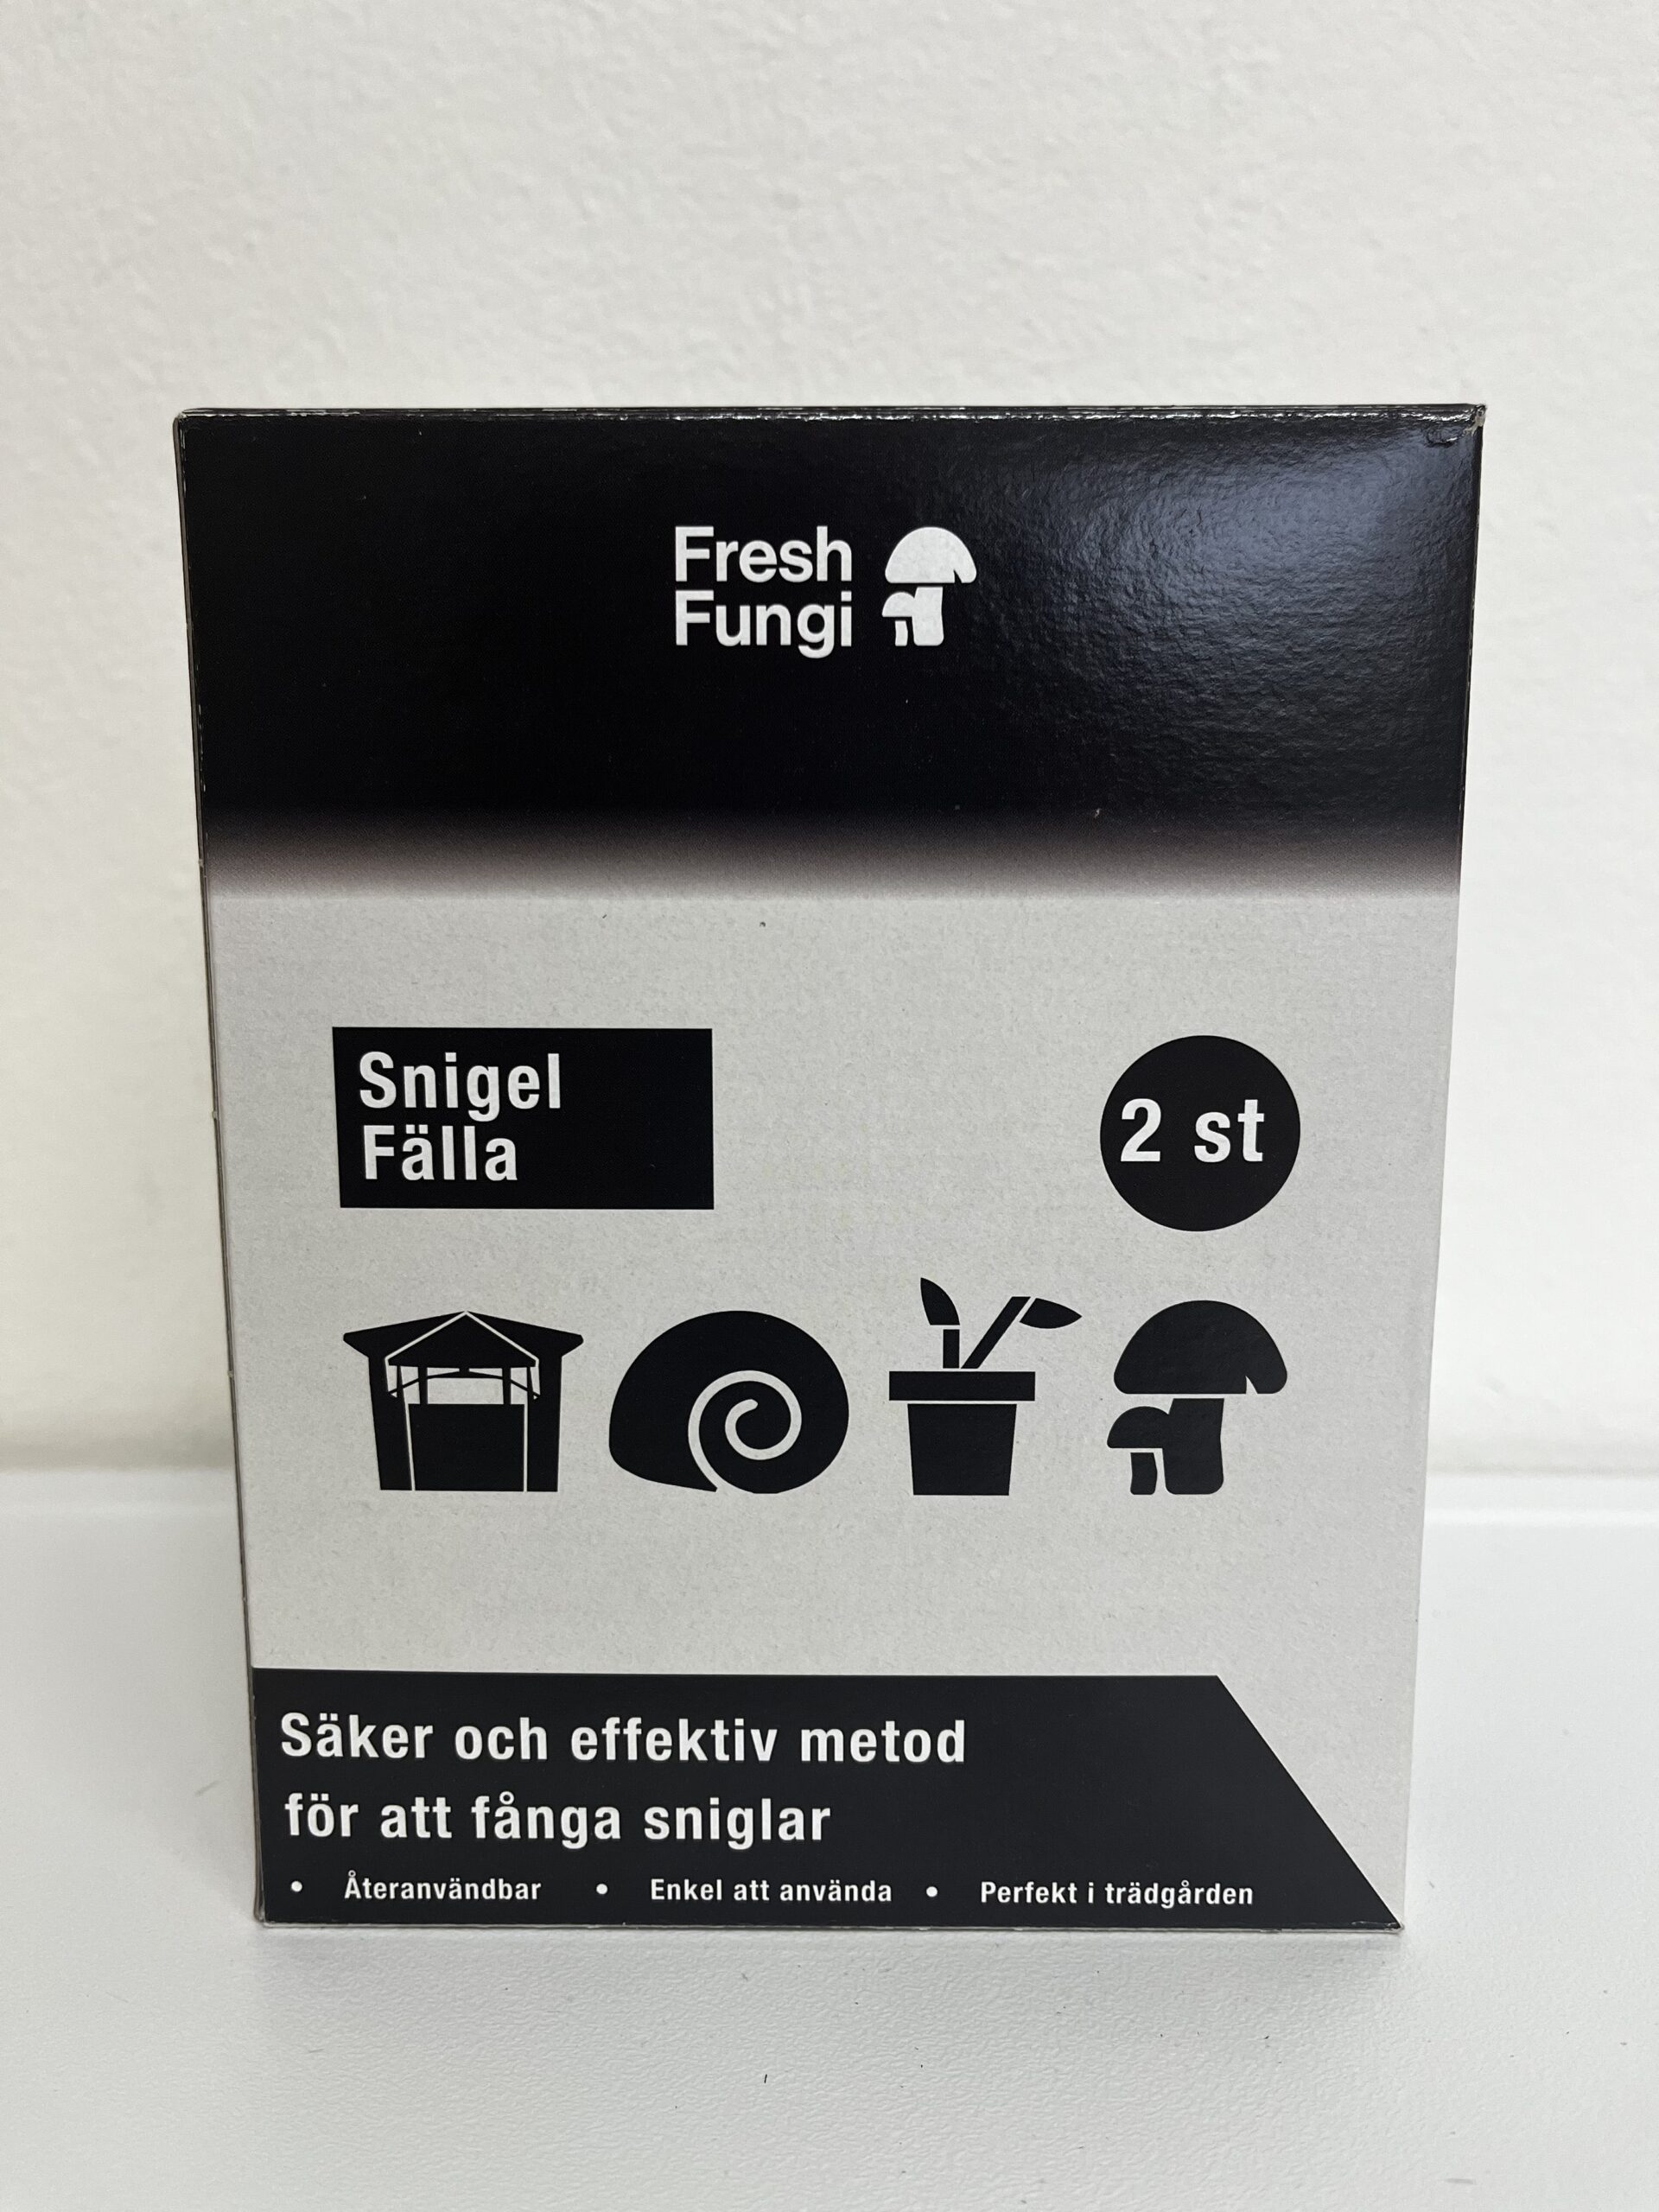 Fresh
Fungi
Snigel
Fälla
2 st
Säker och effektiv metod
för att fånga sniglar
• Återanvändbar • Enkel att använda • Perfekt i trädgården